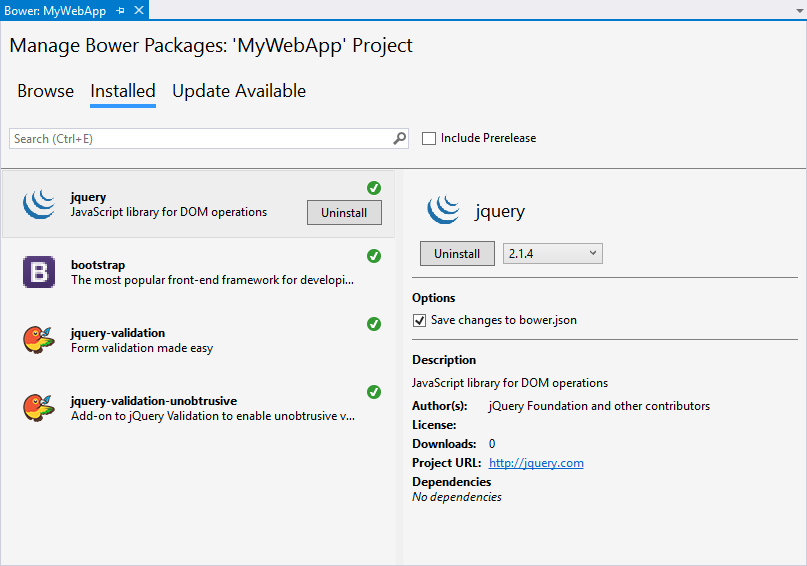 Bower: MyWebApp
Manage Bower Packages: 'MyWebApp' Project
Browse Installed Update Available
Search (Ctrl+E)
Include Prerelease
jquery
JavaScript library for DOM operations
Uninstall
B
bootstrap
The most popular front-end framework for developi...
jquery-validation
Form validation made easy
jquery-validation-unobtrusive
Add-on to jQuery Validation to enable unobtrusive v...
jquery
Uninstall 2.1.4
Options
Save changes to bower.json
Description
JavaScript library for DOM operations
Author(s): jQuery Foundation and other contributors
License:
Downloads: 0
Project URL: http://jquery.com
Dependencies
No dependencies